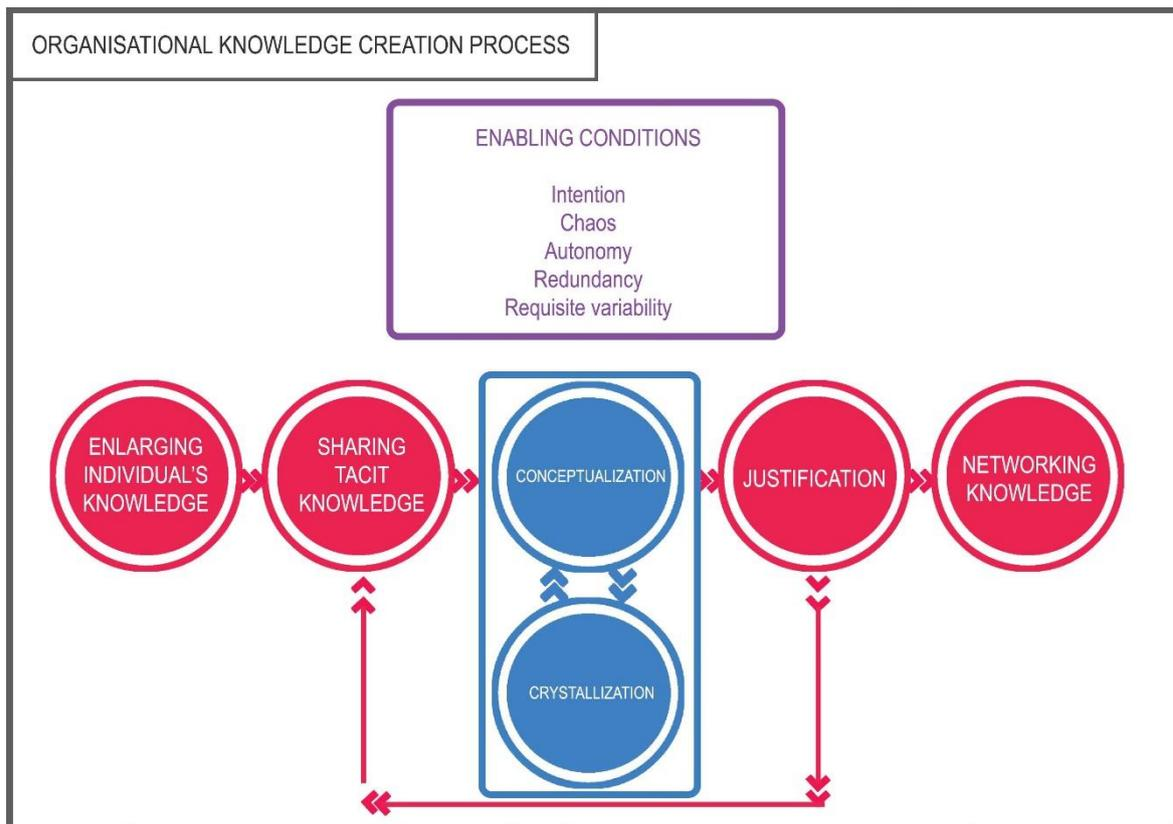 ORGANISATIONAL KNOWLEDGE CREATION PROCESS
ENABLING CONDITIONS
Intention
Chaos
Autonomy
Redundancy
Requisite variability
ENLARGING
INDIVIDUAL'S
KNOWLEDGE
SHARING
TACIT
KNOWLEDGE
CONCEPTUALIZATION
CRYSTALLIZATION
JUSTIFICATION
NETWORKING
KNOWLEDGE